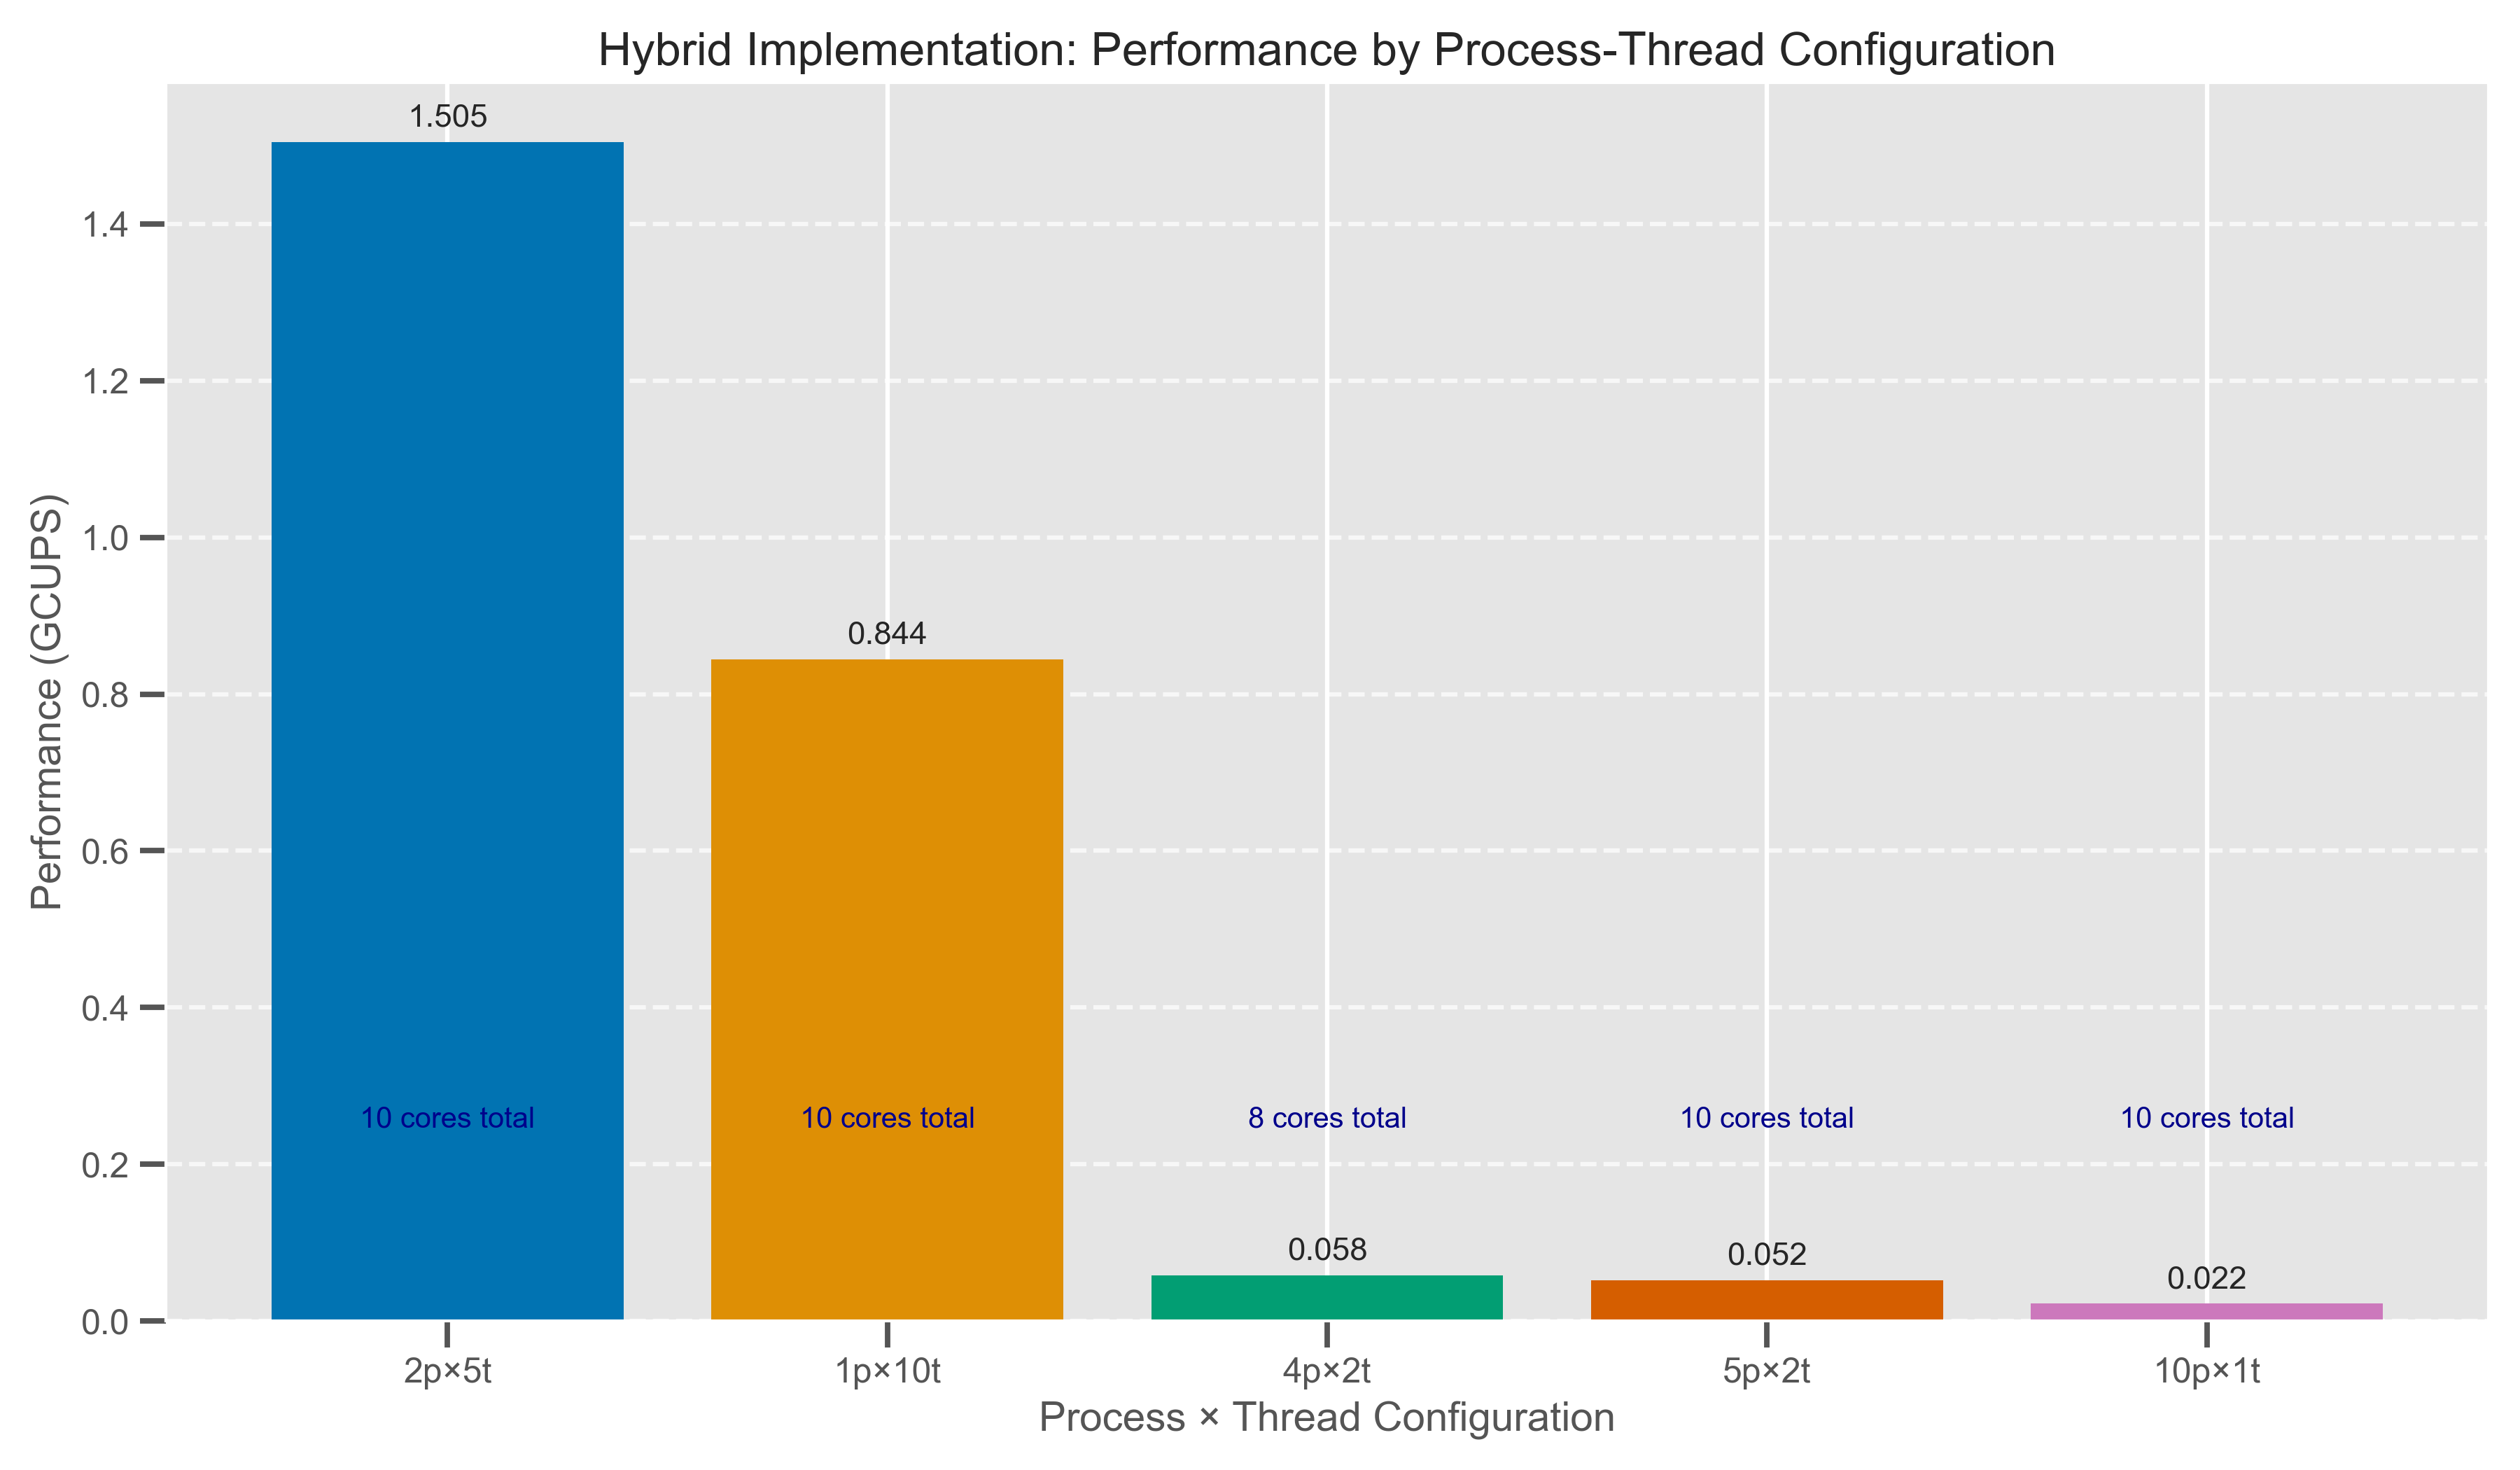 Hybrid Implementation: Performance by Process-Thread Configuration
Performance (GCUPS)
1.4
1.2
1.0
0.8
0.6
0.4
0.2
0.0
1.505
0.844
0.058
0.052
0.022
10 cores total
10 cores total
8 cores total
10 cores total
10 cores total
2p×5t
1p×10t
4p×2t
5p×2t
10p×1t
Process × Thread Configuration